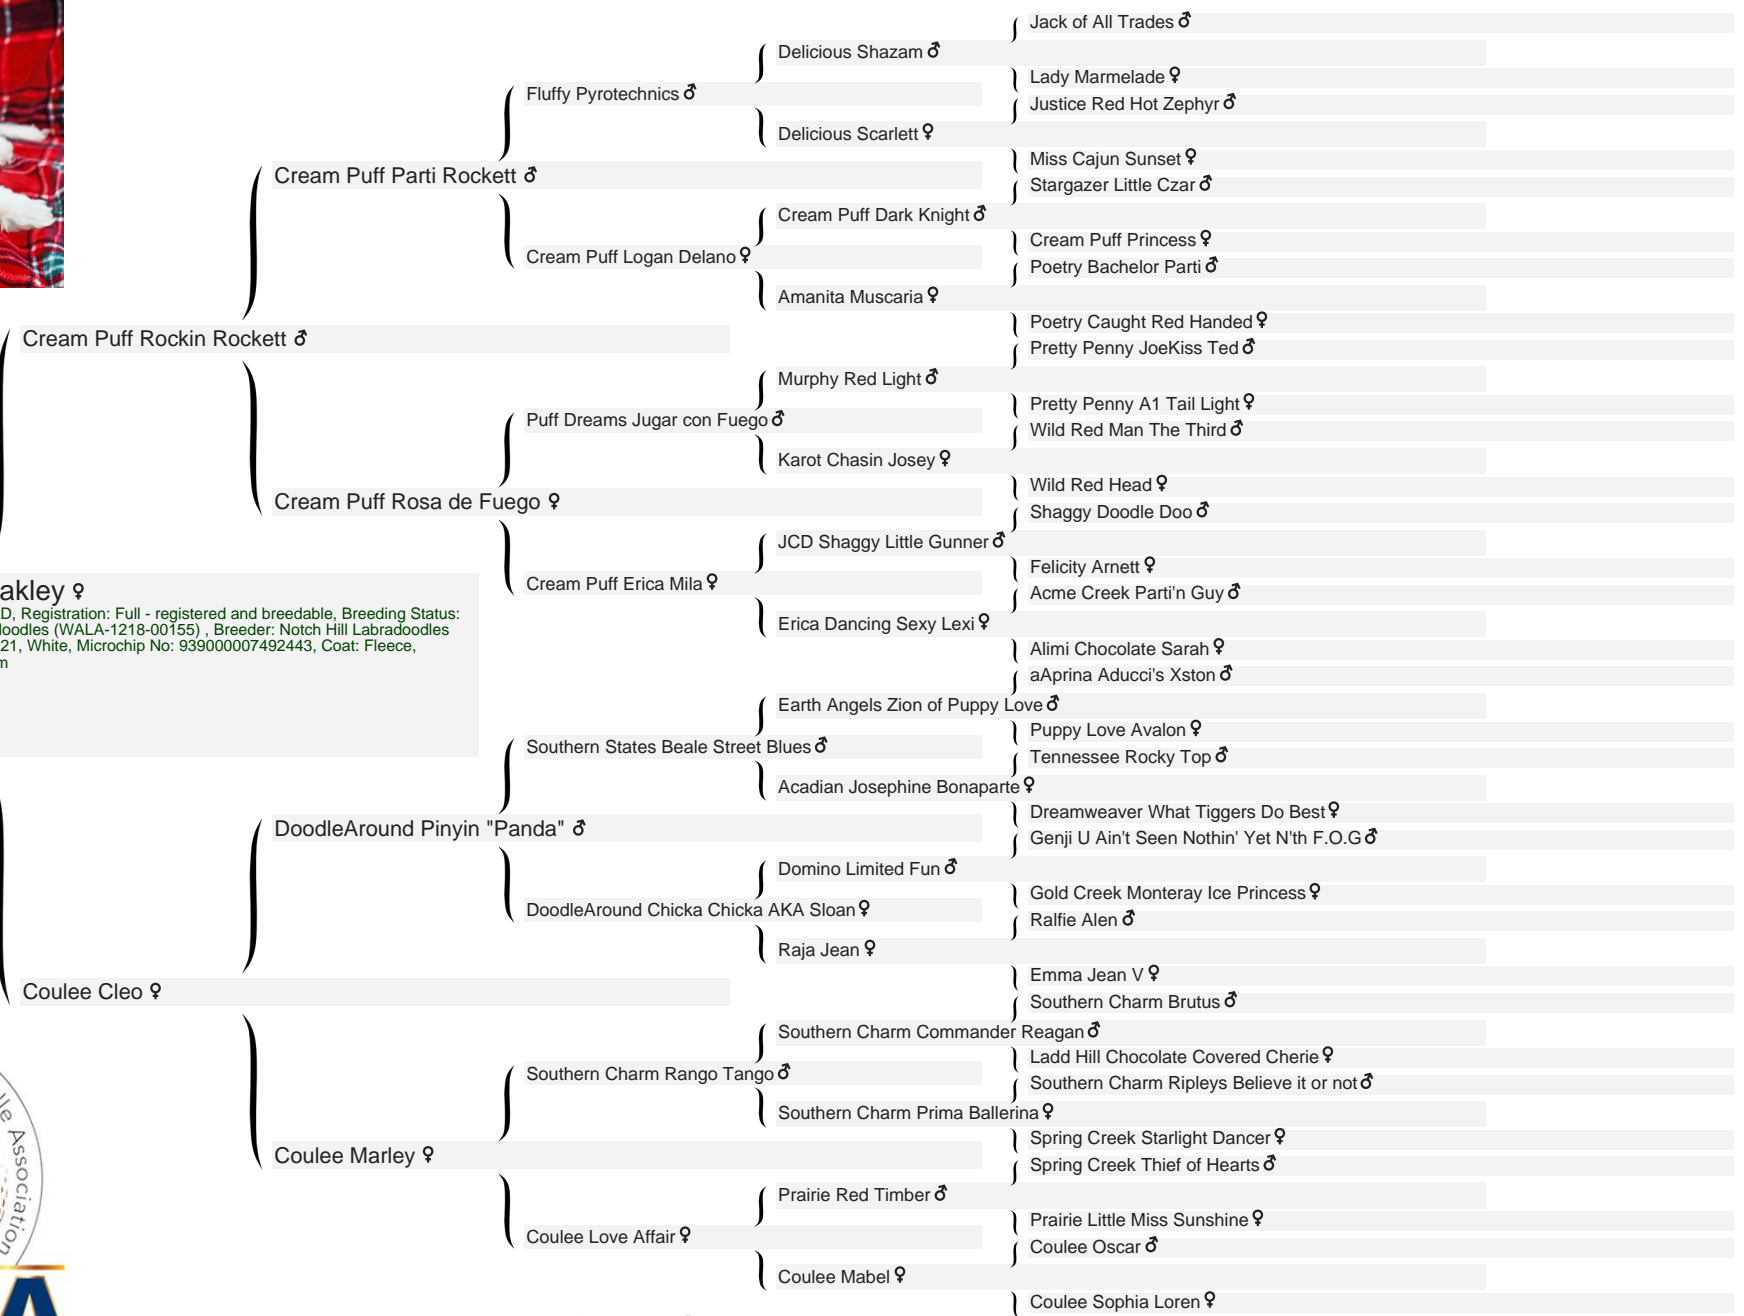 Jack of All Trades ♂
Delicious Shazam ♂
Lady Marmelade ♀
Fluffy Pyrotechnics ♂
Justice Red Hot Zephyr ♂
Delicious Scarlett ♀
Miss Cajun Sunset ♀
Cream Puff Parti Rockett ♂
Stargazer Little Czar ♂
Cream Puff Dark Knight ♂
Cream Puff Princess ♀
Cream Puff Logan Delano ♀
Poetry Bachelor Parti ♂
Amanita Muscaria ♀
Poetry Caught Red Handed ♀
Cream Puff Rockin Rockett ♂
Pretty Penny JoeKiss Ted ♂
Murphy Red Light ♂
Pretty Penny A1 Tail Light ♀
Puff Dreams Jugar con Fuego ♂
Wild Red Man The Third ♂
Karot Chasin Josey ♀
Wild Red Head ♀
Cream Puff Rosa de Fuego ♀
Shaggy Doodle Doo ♂
JCD Shaggy Little Gunner ♂
Felicity Arnett ♀
Cream Puff Erica Mila ♀
Acme Creek Parti'n Guy ♂
Erica Dancing Sexy Lexi ♀
Alimi Chocolate Sarah ♀
akley ♀
D, Registration: Full - registered and breedable, Breeding Status:
loodles (WALA-1218-00155) , Breeder: Notch Hill Labradoodles
21, White, Microchip No: 939000007492443, Coat: Fleece,
m
aAprina Aducci's Xston ♂
Earth Angels Zion of Puppy Love ♂
Puppy Love Avalon ♀
Southern States Beale Street Blues ♂
Tennessee Rocky Top ♂
Acadian Josephine Bonaparte ♀
Dreamweaver What Tiggers Do Best ♀
DoodleAround Pinyin "Panda" ♂
Genji U Ain't Seen Nothin' Yet N'th F.O.G ♂
Domino Limited Fun ♂
Gold Creek Monteray Ice Princess ♀
DoodleAround Chicka Chicka AKA Sloan ♀
Ralfie Alen ♂
Raja Jean ♀
Emma Jean V ♀
Coulee Cleo ♀
Southern Charm Brutus ♂
Southern Charm Commander Reagan ♂
Ladd Hill Chocolate Covered Cherie ♀
Southern Charm Rango Tango ♂
Southern Charm Ripleys Believe it or not ♂
Southern Charm Prima Ballerina ♀
Spring Creek Starlight Dancer ♀
Coulee Marley ♀
Spring Creek Thief of Hearts ♂
Prairie Red Timber ♂
Prairie Little Miss Sunshine ♀
Coulee Love Affair ♀
Coulee Oscar ♂
Coulee Mabel ♀
Coulee Sophia Loren ♀
lle Association
A